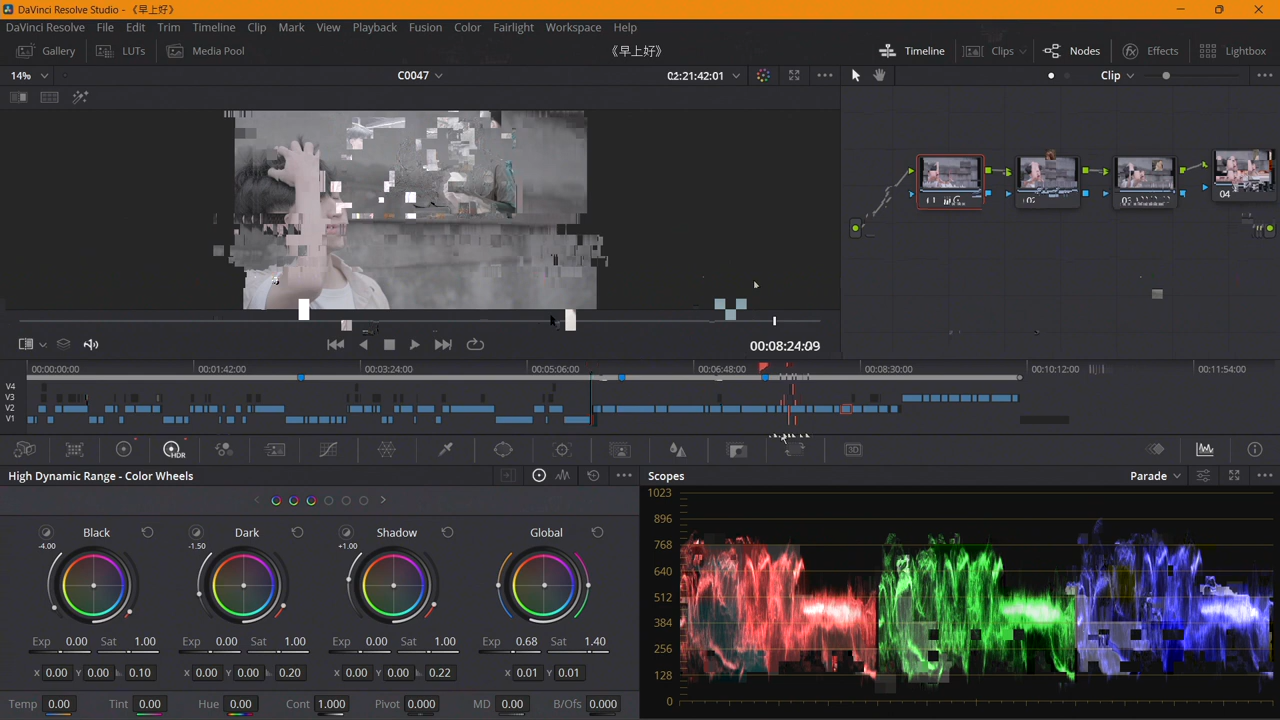 DaVinci Resolve Studio - 《早上好》
DaVinci Resolve File Edit Trim Timeline Clip Mark View Playback Fusion Color Fairlight Workspace Help
Gallery LUTs Media Pool 《早上好》 Timeline Clips Nodes Effects Lightbox
14% C0047 02:21:42:01 Clip
04
00:08:24:09
00:00:00:00 00:01:42:00 00:03:24:00 00:05:06:00 00:06:48:00 00:08:30:00 00:10:12:00 00:11:54:00
V4
V3
V2
V1
HDR 3D
High Dynamic Range - Color Wheels
Black Dark Shadow Global
-4.00 -1.50 +1.00
Exp 0.00 Sat 1.00 Exp 0.00 Sat 1.00 Exp 0.00 Sat 1.00 Exp 0.68 Sat 1.40
X 0.00 Y 0.00 0.10 X 0.00 Y 0.00 0.20 X 0.00 Y 0.00 0.22 X 0.01 Y 0.01
Temp 0.00 Tint 0.00 Hue 0.00 Cont 1.000 Pivot 0.000 MD 0.00 B/Ofs 0.000
Scopes Parade
1023
896
768
640
512
384
256
128
0